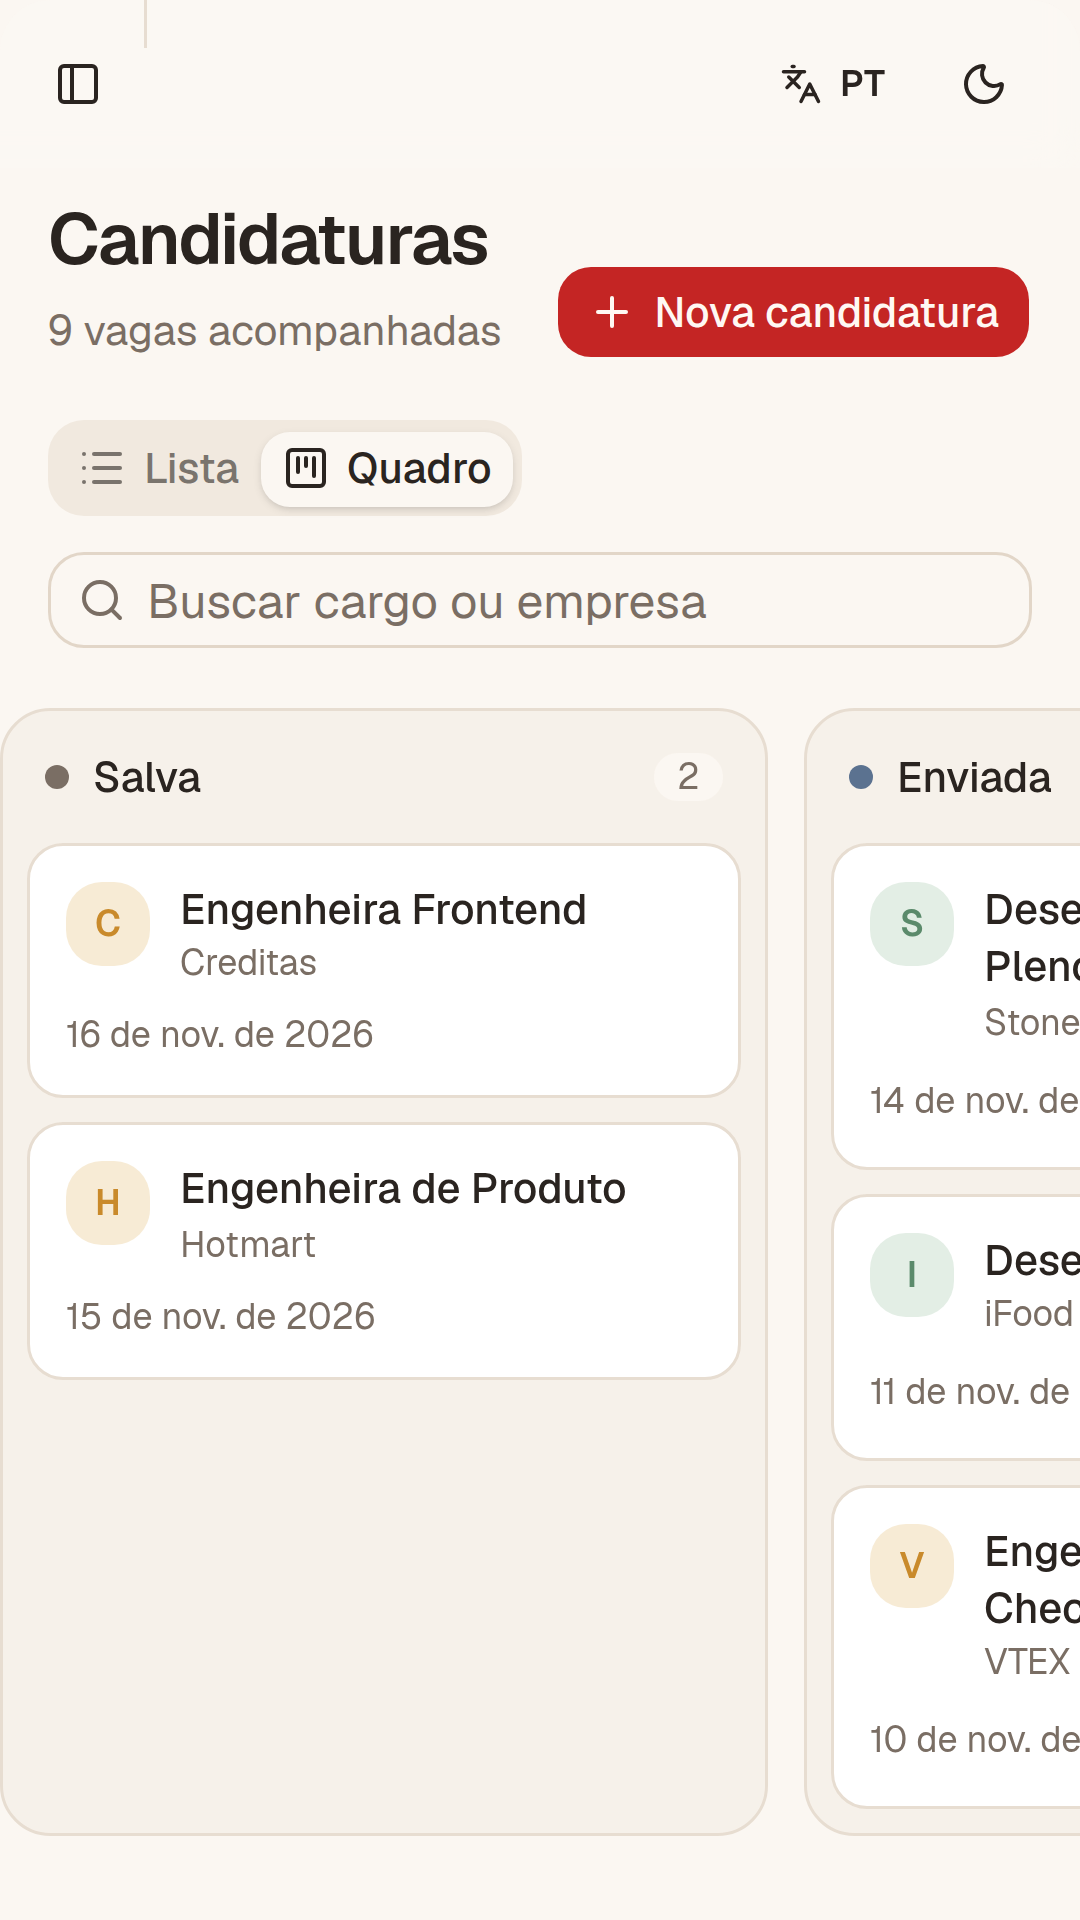 PT
Candidaturas
9 vagas acompanhadas
Nova candidatura
Lista
Quadro
Buscar cargo ou empresa
Salva
2
C
Engenheira Frontend
Creditas
16 de nov. de 2026
H
Engenheira de Produto
Hotmart
15 de nov. de 2026
Enviada
S
Stone
14 de nov. de
I
iFood
11 de nov. de
V
VTEX
10 de nov. de